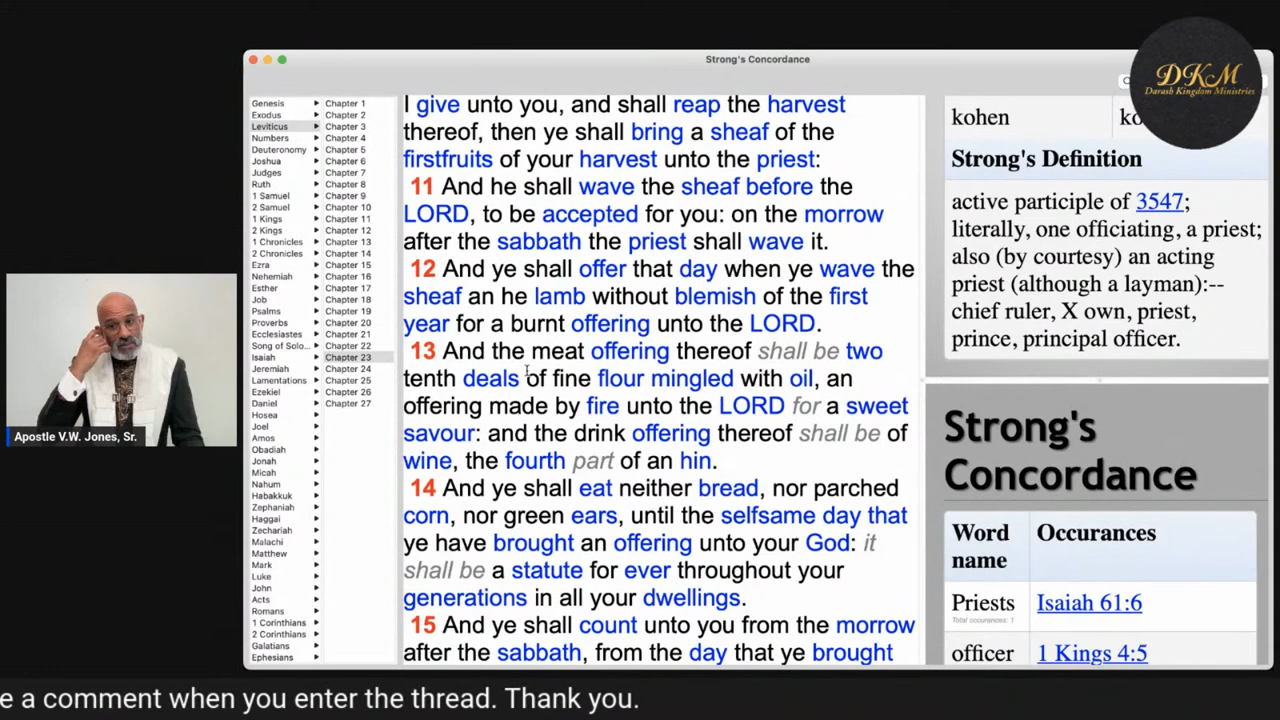 Strong's Concordance
DKM
Darash Kingdom Ministries
Genesis
Exodus
Leviticus
Numbers
Deuteronomy
Joshua
Judges
Ruth
1 Samuel
2 Samuel
1 Kings
2 Kings
1 Chronicles
2 Chronicles
Ezra
Nehemiah
Esther
Job
Psalms
Proverbs
Ecclesiastes
Song of Solo...
Isaiah
Jeremiah
Lamentations
Ezekiel
Daniel
Hosea
Joel
Amos
Obadiah
Jonah
Micah
Nahum
Habakkuk
Zephaniah
Haggai
Zechariah
Malachi
Matthew
Mark
Luke
John
Acts
Romans
1 Corinthians
2 Corinthians
Galatians
Ephesians
Chapter 1
Chapter 2
Chapter 3
Chapter 4
Chapter 5
Chapter 6
Chapter 7
Chapter 8
Chapter 9
Chapter 10
Chapter 11
Chapter 12
Chapter 13
Chapter 14
Chapter 15
Chapter 16
Chapter 17
Chapter 18
Chapter 19
Chapter 20
Chapter 21
Chapter 22
Chapter 23
Chapter 24
Chapter 25
Chapter 26
Chapter 27
I give unto you, and shall reap the harvest
thereof, then ye shall bring a sheaf of the
firstfruits of your harvest unto the priest:
11 And he shall wave the sheaf before the
LORD, to be accepted for you: on the morrow
after the sabbath the priest shall wave it.
12 And ye shall offer that day when ye wave the
sheaf an he lamb without blemish of the first
year for a burnt offering unto the LORD.
13 And the meat offering thereof shall be two
tenth deals of fine flour mingled with oil, an
offering made by fire unto the LORD for a sweet
savour: and the drink offering thereof shall be of
wine, the fourth part of an hin.
14 And ye shall eat neither bread, nor parched
corn, nor green ears, until the selfsame day that
ye have brought an offering unto your God: it
shall be a statute for ever throughout your
generations in all your dwellings.
15 And ye shall count unto you from the morrow
after the sabbath, from the day that ye brought
kohen
Strong's Definition
active participle of 3547;
literally, one officiating, a priest;
also (by courtesy) an acting
priest (although a layman):--
chief ruler, X own, priest,
prince, principal officer.
Strong's
Concordance
Word name Occurances
Priests Isaiah 61:6
Total occurances: 1
officer 1 Kings 4:5
Apostle V.W. Jones, Sr.
e a comment when you enter the thread. Thank you.